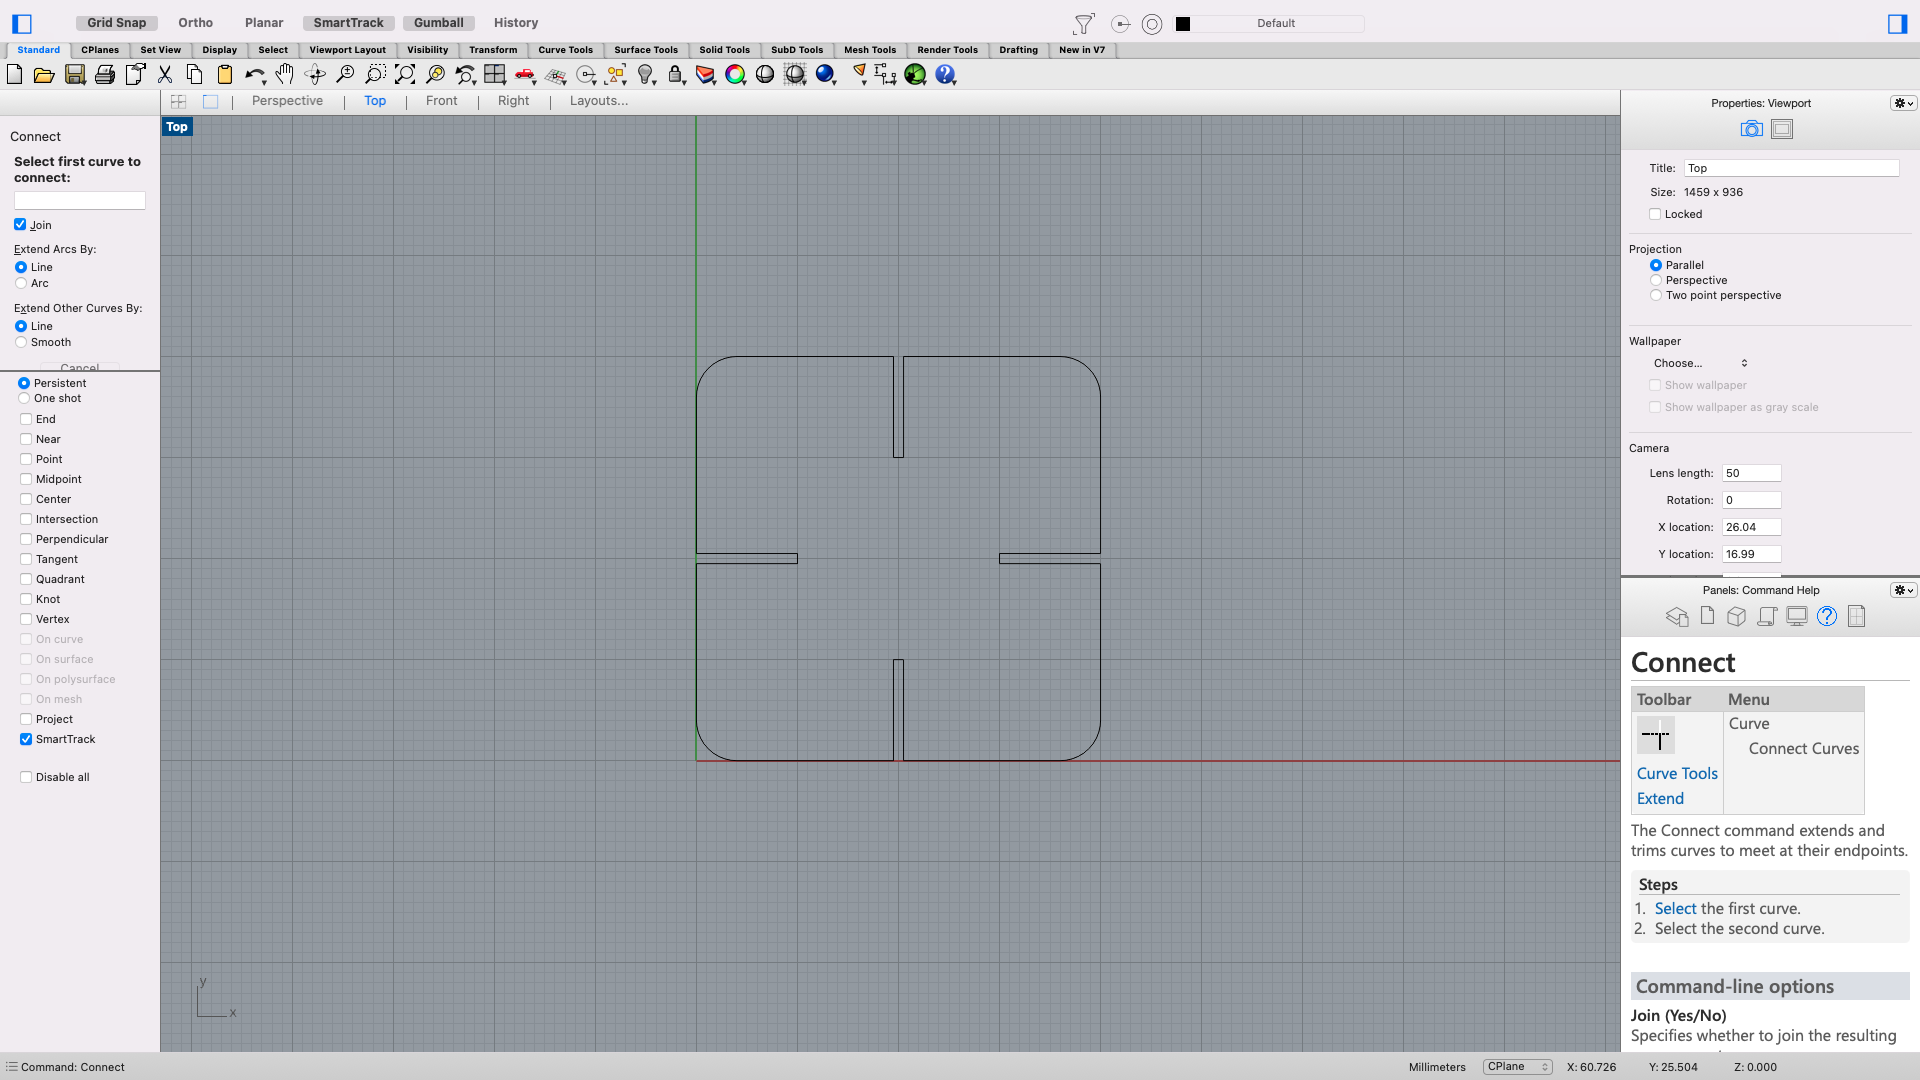 Grid Snap Ortho Planar SmartTrack Gumball History Default
Standard CPlanes Set View Display Select Viewport Layout Visibility Transform Curve Tools Surface Tools Solid Tools SubD Tools Mesh Tools Render Tools Drafting New in V7
Perspective Top Front Right Layouts...
Top
Connect
Select first curve to
connect:
Join
Extend Arcs By:
Line
Arc
Extend Other Curves By:
Line
Smooth
Cancel
Persistent
One shot
End
Near
Point
Midpoint
Center
Intersection
Perpendicular
Tangent
Quadrant
Knot
Vertex
On curve
On surface
On polysurface
On mesh
Project
SmartTrack
Disable all
y
x
Properties: Viewport
Title: Top
Size: 1459 x 936
Locked
Projection
Parallel
Perspective
Two point perspective
Wallpaper
Choose...
Show wallpaper
Show wallpaper as gray scale
Camera
Lens length: 50
Rotation: 0
X location: 26.04
Y location: 16.99
Panels: Command Help
Connect
Toolbar Menu
Curve
Connect Curves
Curve Tools
Extend
The Connect command extends and
trims curves to meet at their endpoints.
Steps
1. Select the first curve.
2. Select the second curve.
Command-line options
Join (Yes/No)
Specifies whether to join the resulting
Command: Connect Millimeters CPlane X: 60.726 Y: 25.504 Z: 0.000